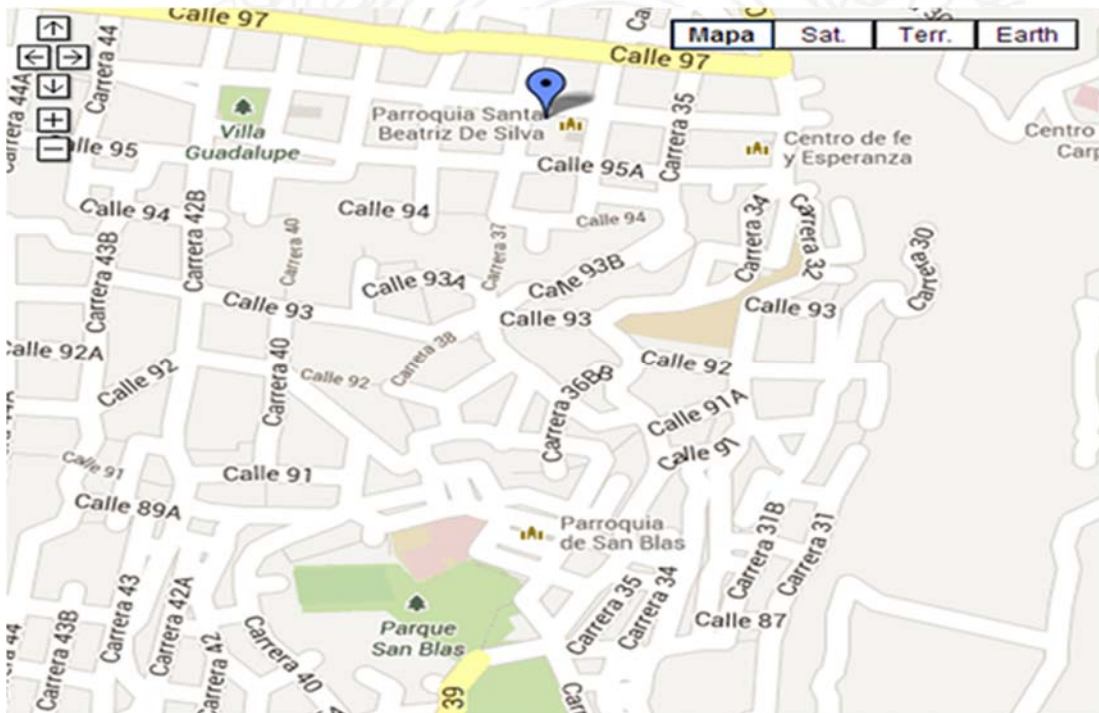 Calle 97
Mapa
Sat.
Terr.
Earth
Calle 97
Carrera 44
Carrera 44A
Parroquia Santa
Beatriz De Silva
Carrera 35
Villa
Guadalupe
Centro de fe
y Esperanza
Centro
Carp
alle 95
Calle 95A
Calle 94
Calle 94
Calle 94
Carrera 42B
Carrera 40
Carrera 37
Carrera 34
Carrera 32
Carrera 30
Carrera 43B
Calle 93A
Calle 93B
Calle 93
Calle 93
Calle 93
alle 92A
Calle 92
Carrera 40
Calle 92
Carrera 38
Calle 92
Carrera 36BB
Calle 91A
Calle 91
Calle 91
Calle 91
Calle 89A
Parroquia
de San Blas
Carrera 31B
Carrera 31
Carrera 43
Carrera 42A
Carrera 43B
Carrera 42
Carrera 40
Parque
San Blas
Carrera 35
Carrera 34
Calle 87
39